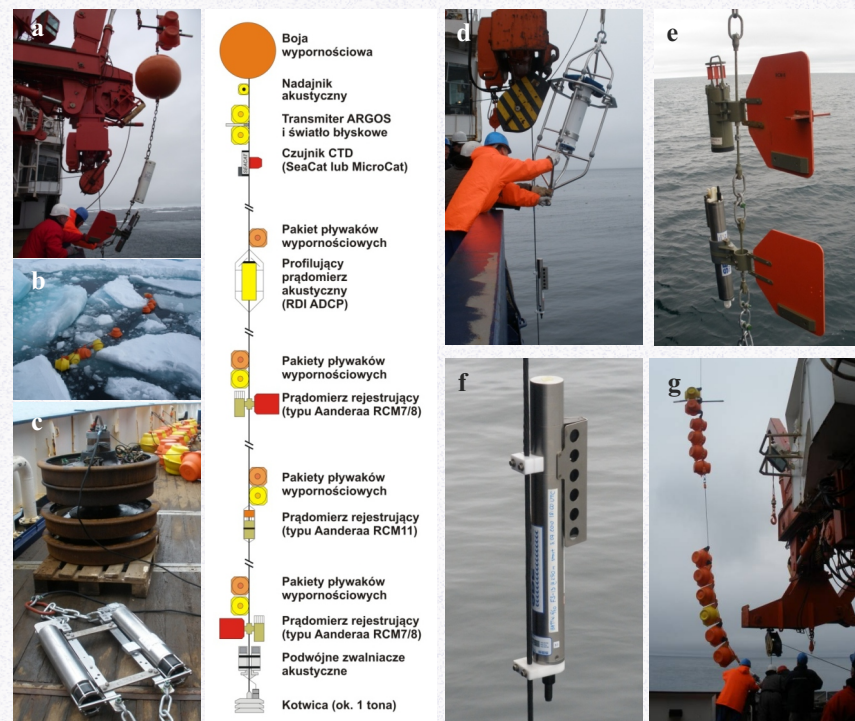 a
b
c
Boja
wypornościowa
Nadajnik
akustyczny
Transmiter ARGOS
i światło błyskowe
Czujnik CTD
(SeaCat lub MicroCat)
Pakiet pływaków
wypornościowych
Profilujący
prądomierz
akustyczny
(RDI ADCP)
Pakiety pływaków
wypornościowych
Prądomierz rejestrujący
(typu Aanderaa RCM7/8)
Pakiety pływaków
wypornościowych
Prądomierz rejestrujący
(typu Aanderaa RCM11)
Pakiety pływaków
wypornościowych
Prądomierz rejestrujący
(typu Aanderaa RCM7/8)
Podwójne zwalniacze
akustyczne
Kotwica (ok. 1 tona)
d
e
f
g